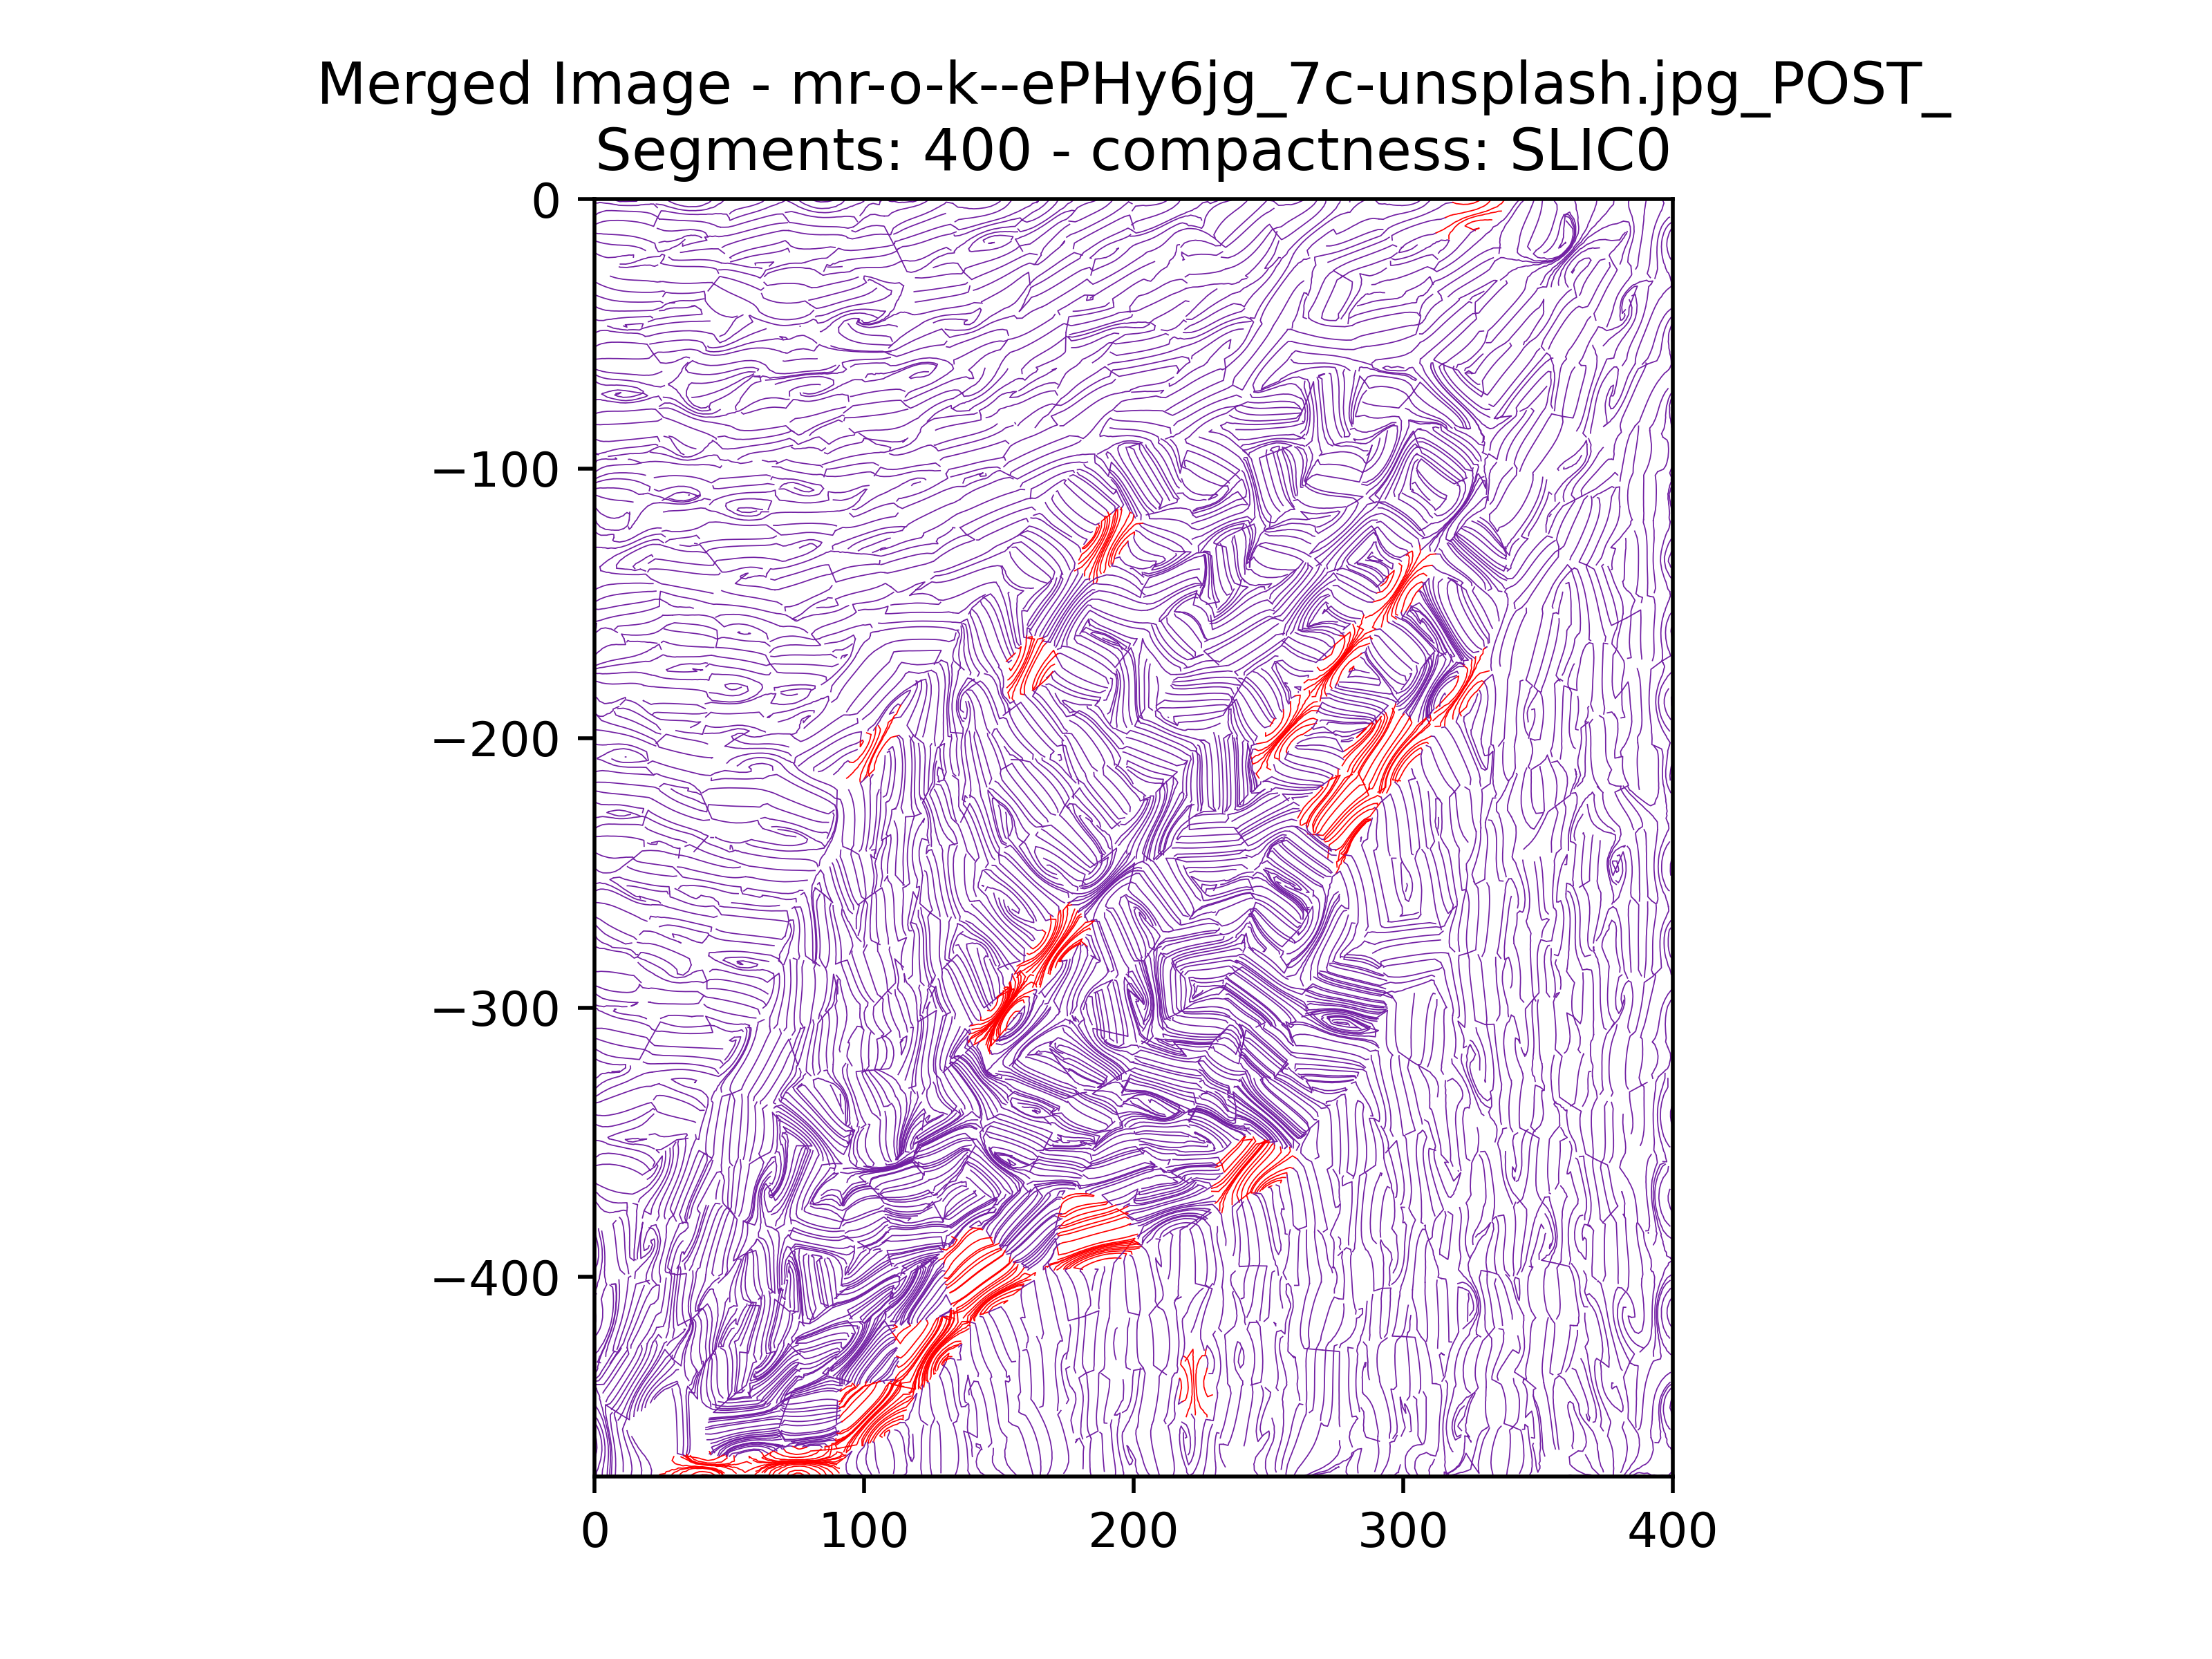 Merged Image - mr-o-k--ePHy6jg_7c-unsplash.jpg_POST_
Segments: 400 - compactness: SLIC0
0
−100
−200
−300
−400
0 100 200 300 400